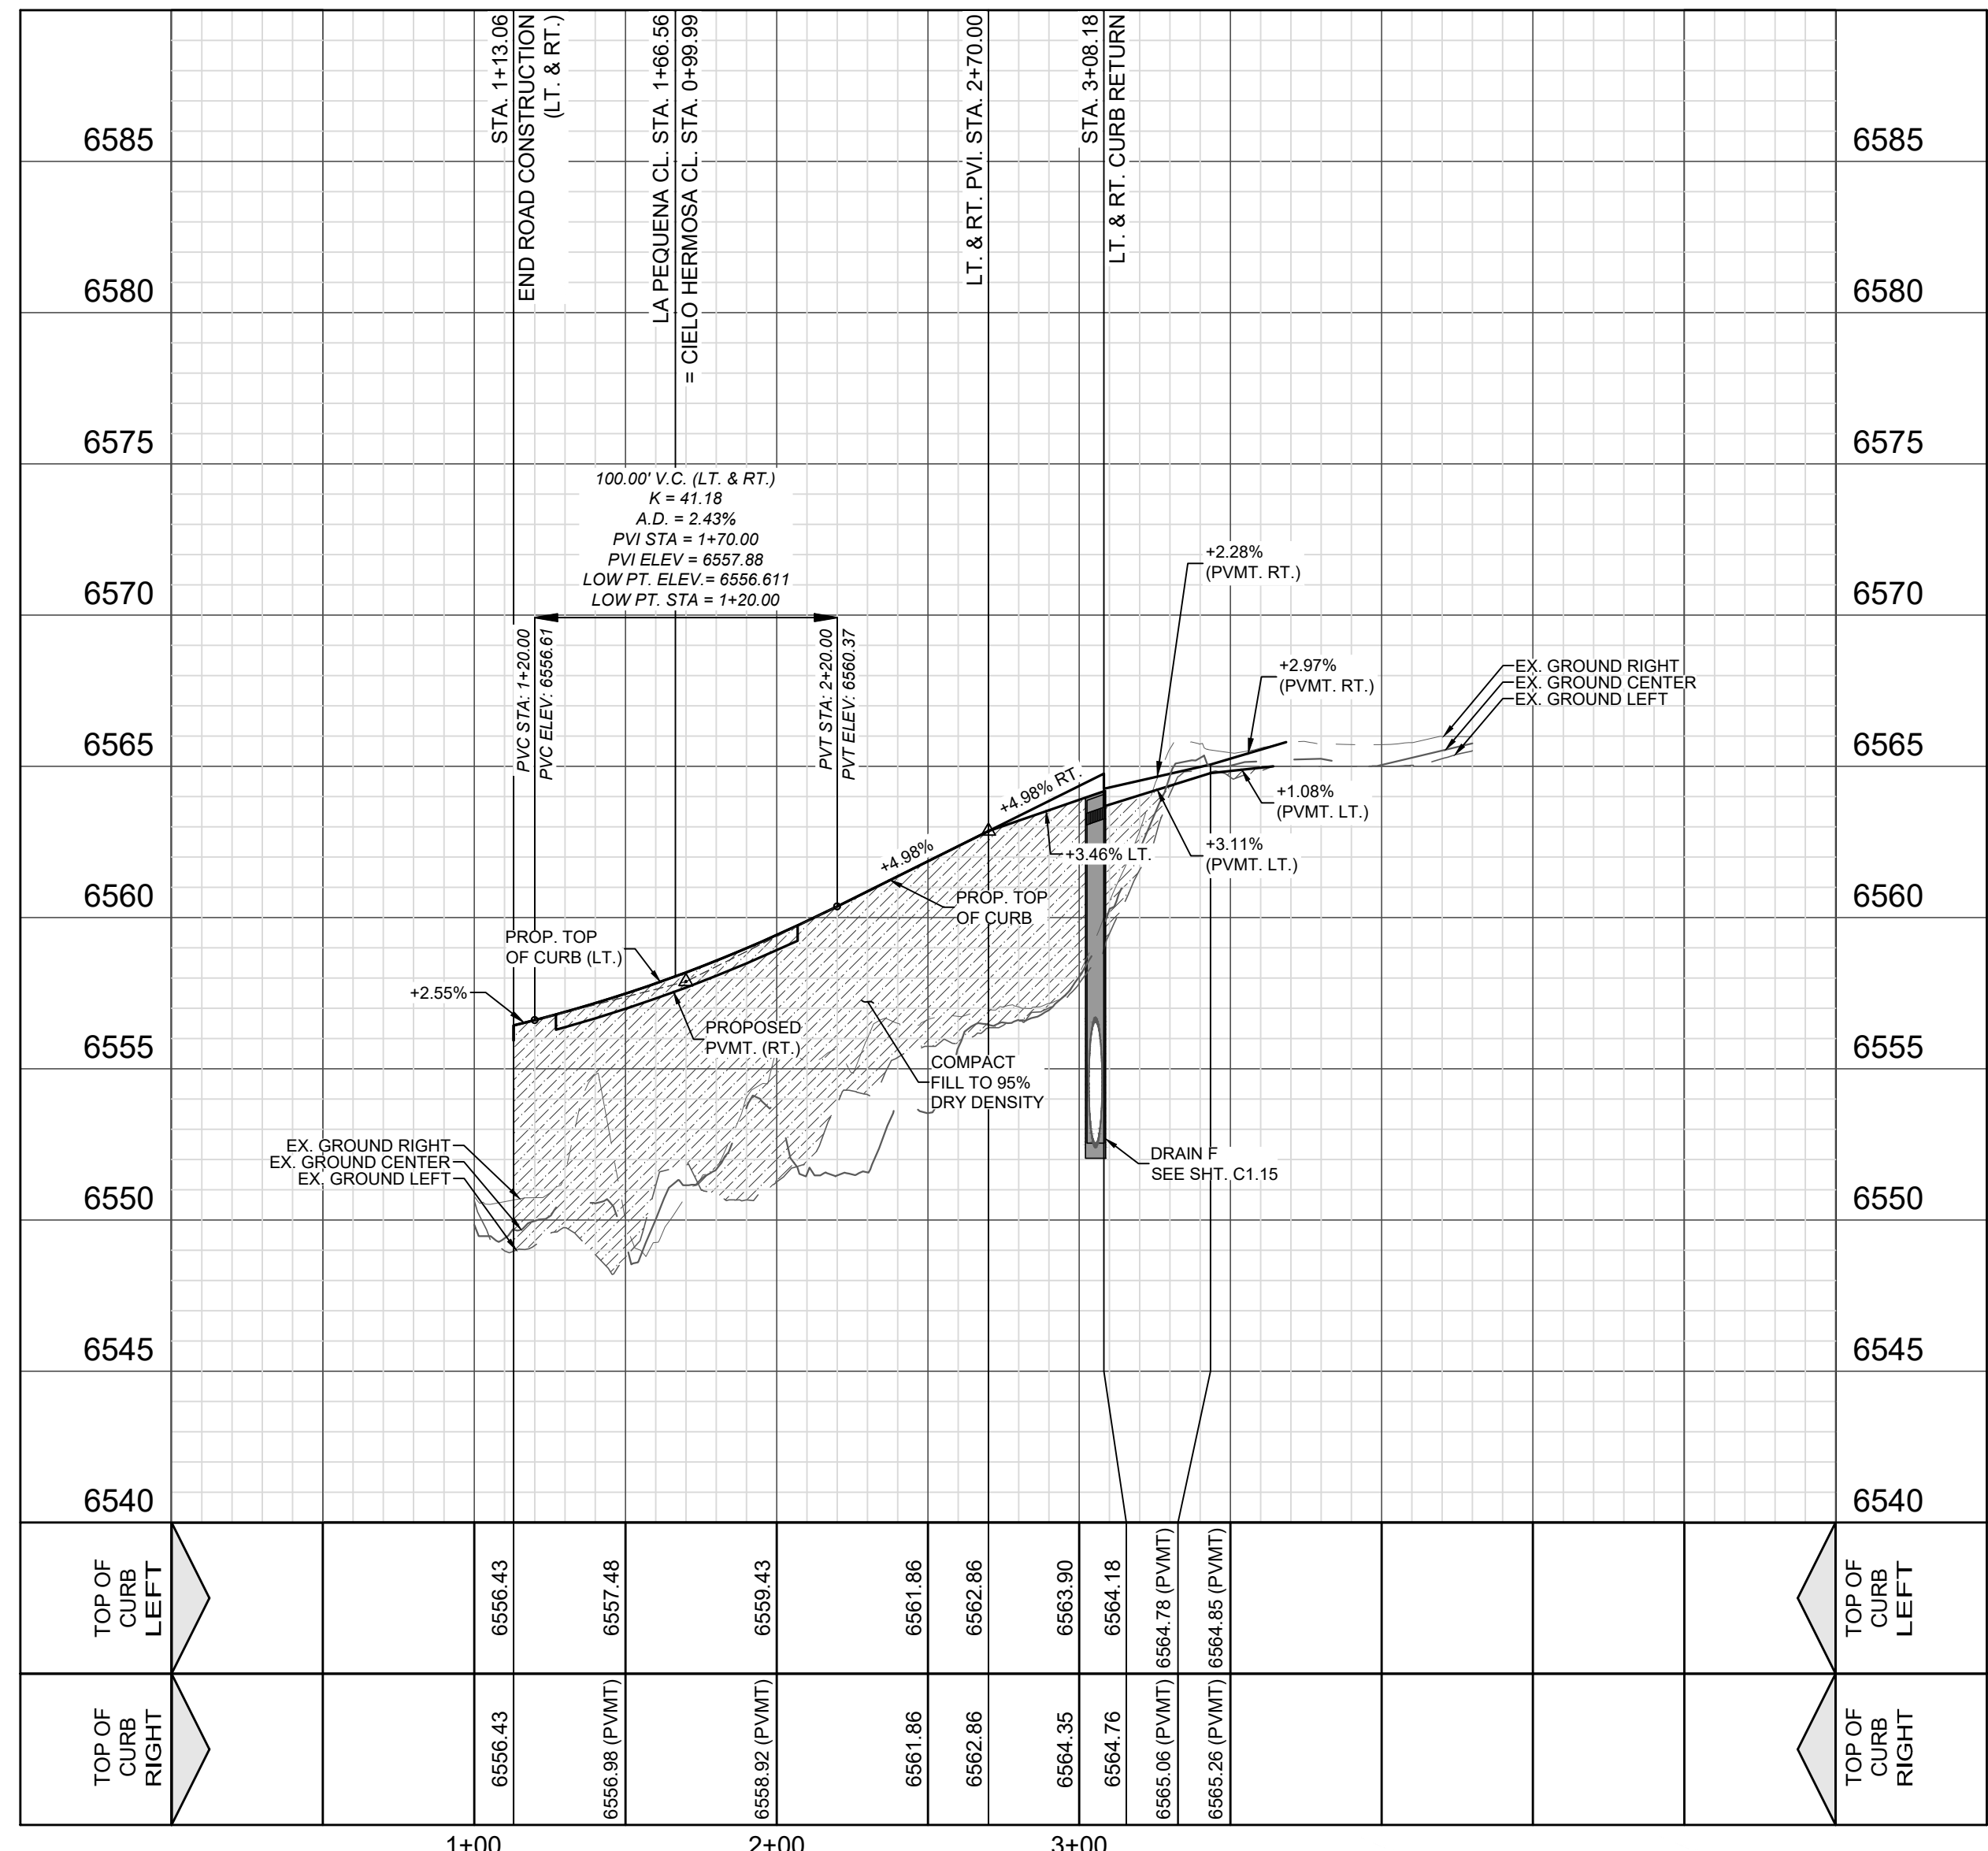 STA. 1+13.06
END ROAD CONSTRUCTION
(LT. & RT.)
LA PEQUENA CL. STA. 1+66.56
= CIELO HERMOSA CL. STA. 0+99.99
LT. & RT. PVI. STA. 2+70.00
STA. 3+08.18
LT. & RT. CURB RETURN
6585
6585
6580
6580
6575
6575
100.00' V.C. (LT. & RT.)
K = 41.18
A.D. = 2.43%
PVI STA = 1+70.00
PVI ELEV = 6557.88
LOW PT. ELEV.= 6556.611
LOW PT. STA = 1+20.00
6570
6570
PVC STA: 1+20.00
PVC ELEV: 6556.61
PVT STA: 2+20.00
PVT ELEV: 6560.37
+2.28%
(PVMT. RT.)
+2.97%
(PVMT. RT.)
EX. GROUND RIGHT
EX. GROUND CENTER
EX. GROUND LEFT
6565
6565
+4.98% RT.
+1.08%
(PVMT. LT.)
+4.98%
+3.46% LT.
+3.11%
(PVMT. LT.)
6560
6560
PROP. TOP
OF CURB
PROP. TOP
OF CURB (LT.)
+2.55%
PROPOSED
PVMT. (RT.)
6555
6555
COMPACT
FILL TO 95%
DRY DENSITY
EX. GROUND RIGHT
EX. GROUND CENTER
EX. GROUND LEFT
DRAIN F
SEE SHT. C1.15
6550
6550
6545
6545
6540
6540
TOP OF
CURB
LEFT
6556.43
6557.48
6559.43
6561.86
6562.86
6563.90
6564.18
6564.78 (PVMT)
6564.85 (PVMT)
TOP OF
CURB
LEFT
TOP OF
CURB
RIGHT
6556.43
6556.98 (PVMT)
6558.92 (PVMT)
6561.86
6562.86
6564.35
6564.76
6565.06 (PVMT)
6565.26 (PVMT)
TOP OF
CURB
RIGHT
1+00
2+00
3+00